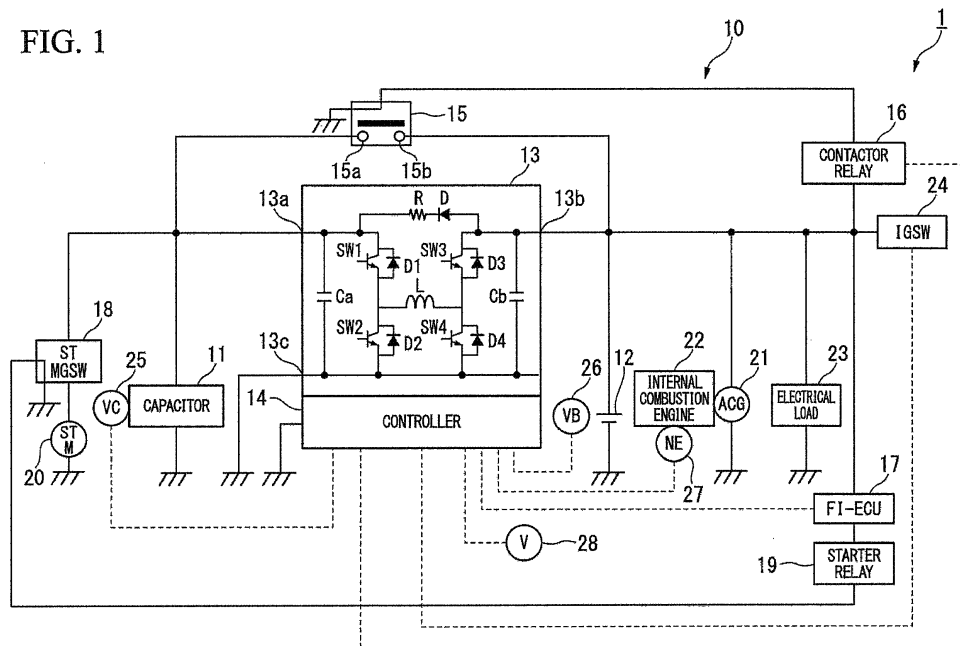 FIG. 1
10
1
15
15a
15b
16
CONTACTOR
RELAY
24
IGSW
13
13a
13b
R
D
SW1
D1
SW3
D3
L
Ca
Cb
SW2
D2
SW4
D4
13c
14
CONTROLLER
18
ST
MGSW
25
VC
11
CAPACITOR
ST
M
20
26
VB
12
22
INTERNAL
COMBUSTION
ENGINE
21
ACG
NE
27
23
ELECTRICAL
LOAD
17
FI-ECU
V
28
19
STARTER
RELAY